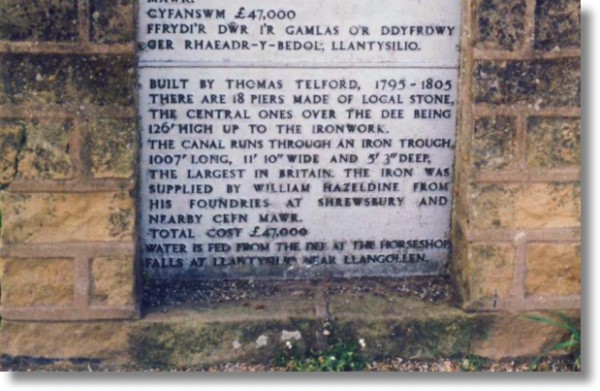 MAWR.
CYFANSWM £47,000
FFRYDI'R DWR I'R GAMLAS O'R DDYFRDWY
GER RHAEADR-Y-BEDOL, LLANTYSILIO.
BUILT BY THOMAS TELFORD, 1795-1805
THERE ARE 18 PIERS MADE OF LOCAL STONE,
THE CENTRAL ONES OVER THE DEE BEING
126' HIGH UP TO THE IRONWORK.
THE CANAL RUNS THROUGH AN IRON TROUGH,
1007' LONG, 11' 10" WIDE AND 5' 3" DEEP,
THE LARGEST IN BRITAIN. THE IRON WAS
SUPPLIED BY WILLIAM HAZELDINE FROM
HIS FOUNDRIES AT SHREWSBURY AND
NEARBY CEFN MAWR.
TOTAL COST £47,000
WATER IS FED FROM THE DEE AT THE HORSESHOE
FALLS AT LLANTYSILIO NEAR LLANGOLLEN.